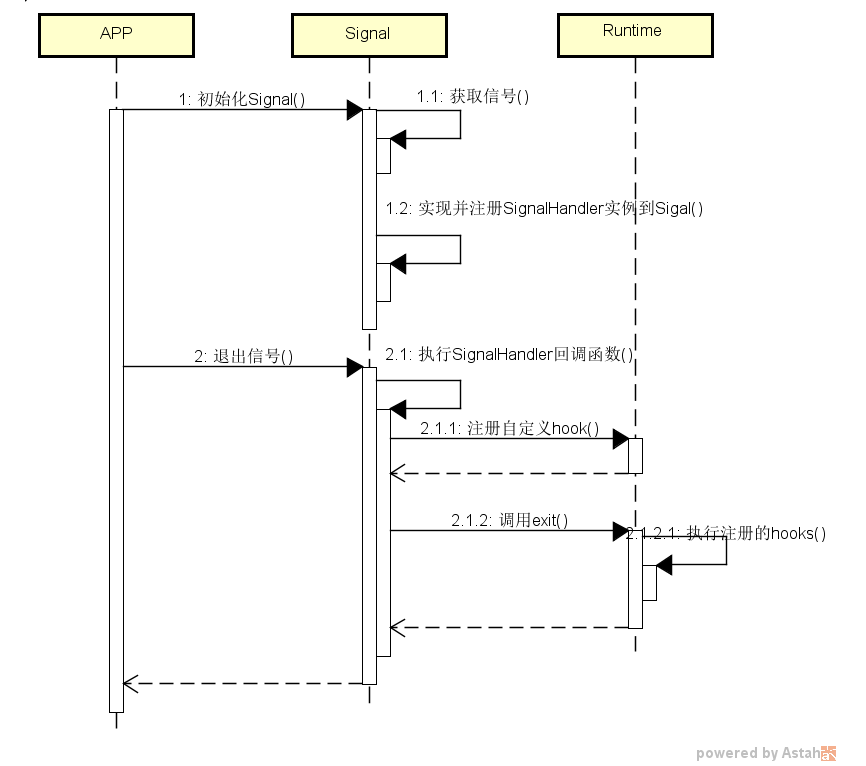 APP
Signal
Runtime
1: 初始化Signal()
1.1: 获取信号()
1.2: 实现并注册SignalHandler实例到Sigal()
2: 退出信号()
2.1: 执行SignalHandler回调函数()
2.1.1: 注册自定义hook()
2.1.2: 调用exit()
2.1.2.1: 执行注册的hooks()
powered by Astah